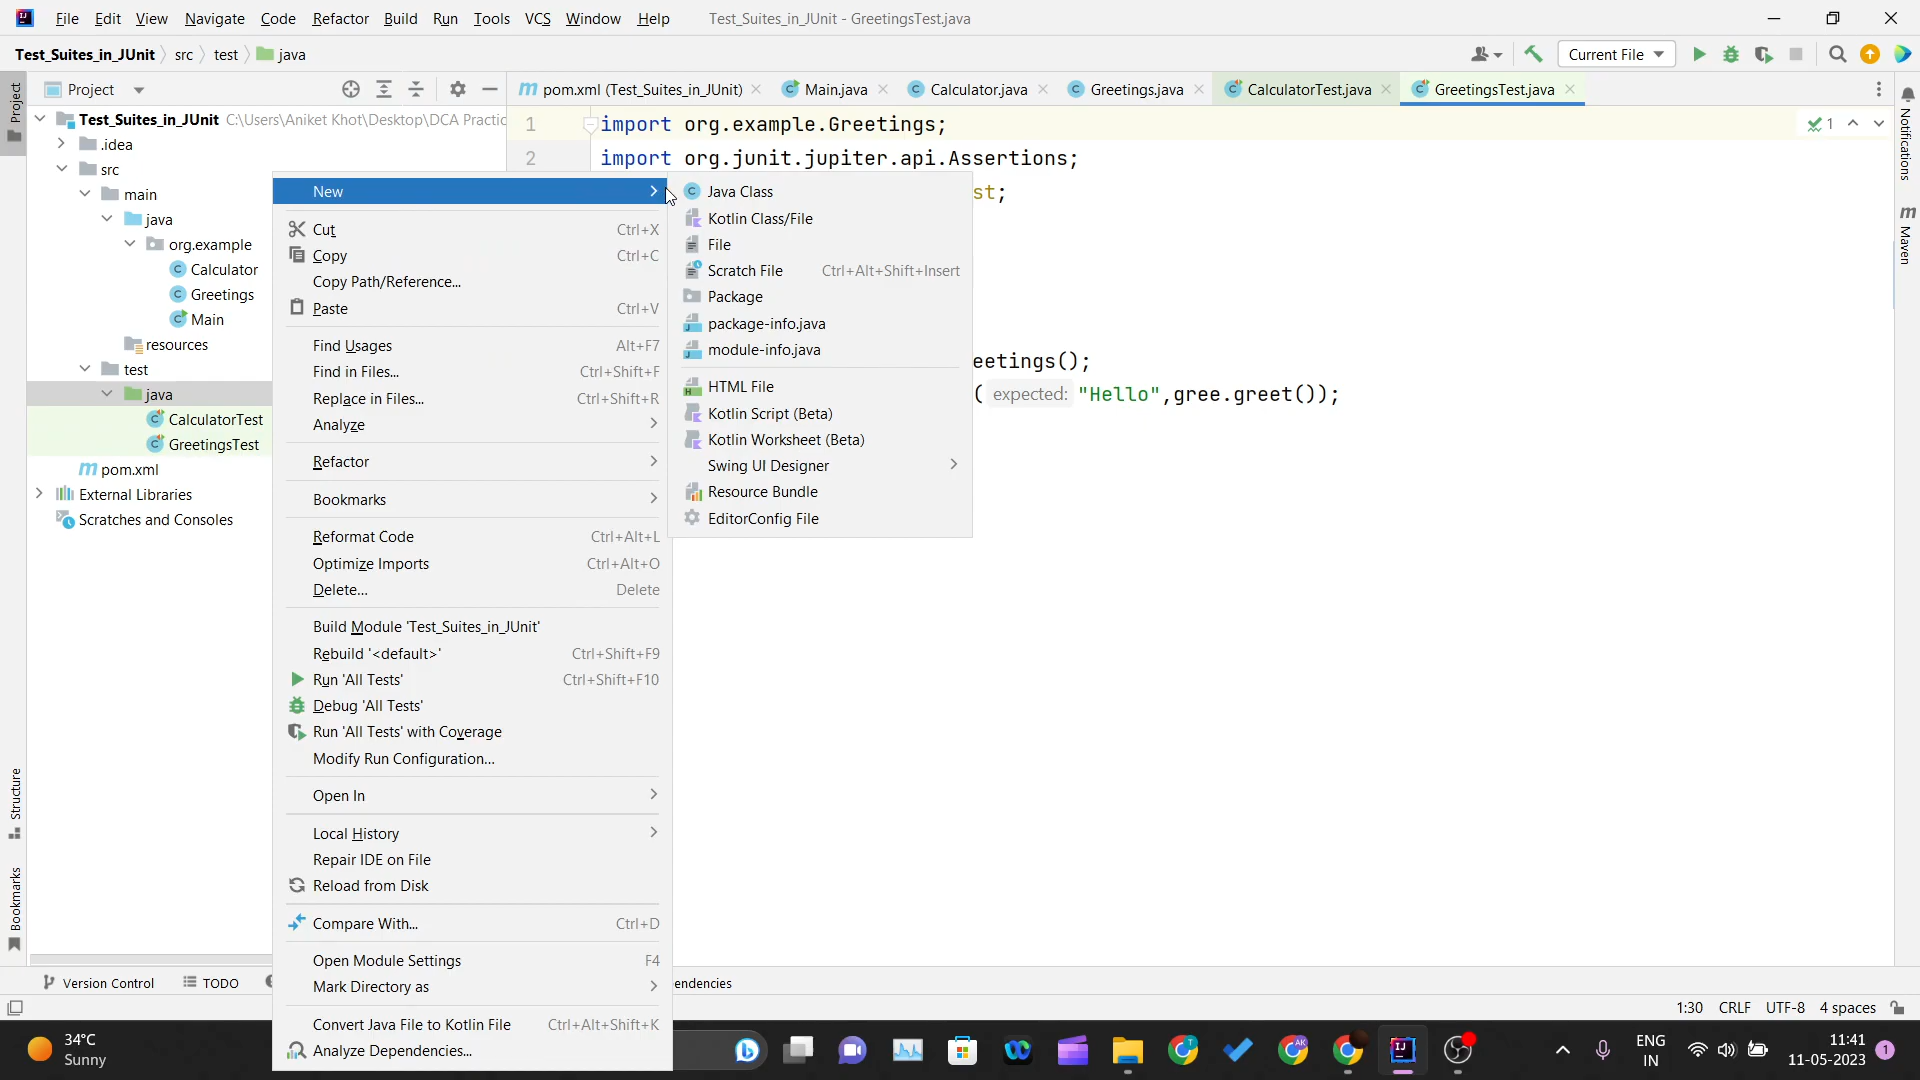 File Edit View Navigate Code Refactor Build Run Tools VCS Window Help Test_Suites_in_JUnit - GreetingsTest.java
Test_Suites_in_JUnit src test java
Current File
Project
Project
pom.xml (Test_Suites_in_JUnit) Main.java Calculator.java Greetings.java CalculatorTest.java GreetingsTest.java
Notifications
Maven
Structure
Bookmarks
Test_Suites_in_JUnit C:\Users\Aniket Khot\Desktop\DCA Practic
.idea
src
main
java
org.example
Calculator
Greetings
Main
resources
test
java
CalculatorTest
GreetingsTest
pom.xml
External Libraries
Scratches and Consoles
1 import org.example.Greetings;
2 import org.junit.jupiter.api.Assertions;
st;
eetings();
( expected: "Hello",gree.greet());
1
New
Cut Ctrl+X
Copy Ctrl+C
Copy Path/Reference...
Paste Ctrl+V
Find Usages Alt+F7
Find in Files... Ctrl+Shift+F
Replace in Files... Ctrl+Shift+R
Analyze
Refactor
Bookmarks
Reformat Code Ctrl+Alt+L
Optimize Imports Ctrl+Alt+O
Delete... Delete
Build Module 'Test_Suites_in_JUnit'
Rebuild '<default>' Ctrl+Shift+F9
Run 'All Tests' Ctrl+Shift+F10
Debug 'All Tests'
Run 'All Tests' with Coverage
Modify Run Configuration...
Open In
Local History
Repair IDE on File
Reload from Disk
Compare With... Ctrl+D
Open Module Settings F4
Mark Directory as
Convert Java File to Kotlin File Ctrl+Alt+Shift+K
Analyze Dependencies...
Java Class
Kotlin Class/File
File
Scratch File Ctrl+Alt+Shift+Insert
Package
package-info.java
module-info.java
HTML File
Kotlin Script (Beta)
Kotlin Worksheet (Beta)
Swing UI Designer
Resource Bundle
EditorConfig File
Version Control TODO endencies
1:30 CRLF UTF-8 4 spaces
34°C
Sunny
ENG
IN
11:41
11-05-2023
1